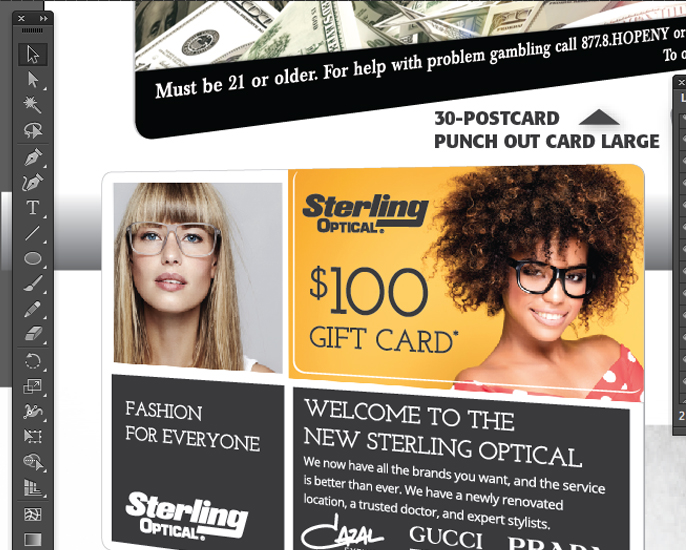 Must be 21 or older. For help with problem gambling call 877.8.HOPENY or
To
30-POSTCARD
PUNCH OUT CARD LARGE
Sterling
OPTICAL®
$100
GIFT CARD*
FASHION
FOR EVERYONE
Sterling
OPTICAL®
WELCOME TO THE
NEW STERLING OPTICAL
We now have all the brands you want, and the service
is better than ever. We have a newly renovated
location, a trusted doctor, and expert stylists.
CAZAL
GUCCI